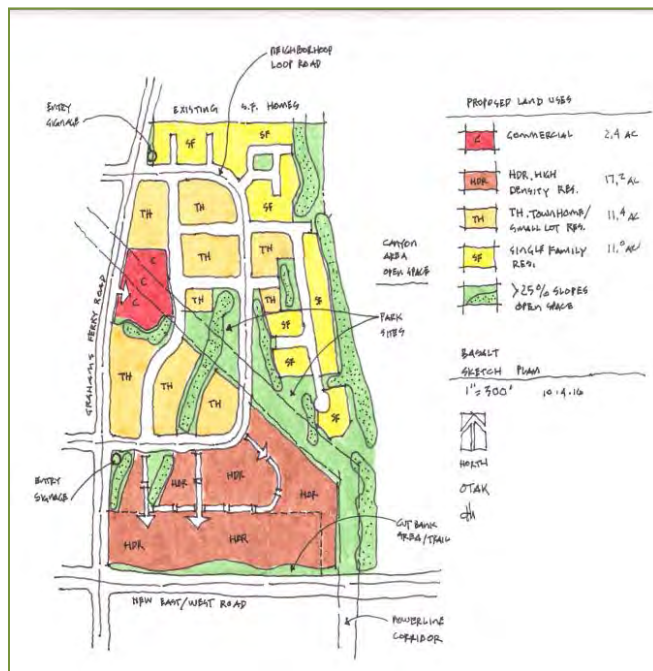 NEIGHBORHOOD
LOOP ROAD
ENTRY
SIGNAGE
EXISTING S.F. HOMES
SF
SF
SF
SF
TH
TH
TH
TH
TH
TH
TH
C
C
C
SF
SF
SF
SF
TH
TH
TH
TH
GRAHAMS FERRY ROAD
CANYON
AREA
OPEN SPACE
PARK
SITES
ENTRY
SIGNAGE
HDR
HDR
HDR
HDR
HDR
CUT BANK
AREA/TRAIL
NEW EAST/WEST ROAD
POWERLINE
CORRIDOR
PROPOSED LAND USES
C COMMERCIAL 2,4 AC
HDR HDR, HIGH 17,2 AC
DENSITY RES.
TH TH, TOWNHOME/ 11,4 AC
SMALL LOT RES.
SF SINGLE FAMILY 11,0 AC
RES.
>25% SLOPES
OPEN SPACE
BASALT
SKETCH PLAN
1"=300' 10.4.16
NORTH
OTAK